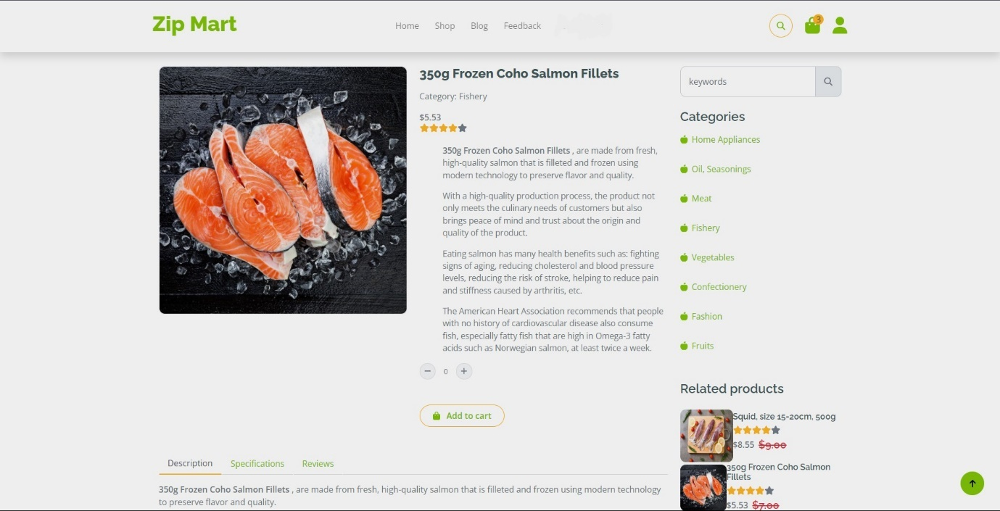 Zip Mart
Home
Shop
Blog
Feedback
3
350g Frozen Coho Salmon Fillets
Category: Fishery
$5.53
350g Frozen Coho Salmon Fillets , are made from fresh,
high-quality salmon that is filleted and frozen using
modern technology to preserve flavor and quality.
With a high-quality production process, the product not
only meets the culinary needs of customers but also
brings peace of mind and trust about the origin and
quality of the product.
Eating salmon has many health benefits such as: fighting
signs of aging, reducing cholesterol and blood pressure
levels, reducing the risk of stroke, helping to reduce pain
and stiffness caused by arthritis, etc.
The American Heart Association recommends that people
with no history of cardiovascular disease also consume
fish, especially fatty fish that are high in Omega-3 fatty
acids such as Norwegian salmon, at least twice a week.
− 0 +
Add to cart
keywords
Categories
Home Appliances
Oil, Seasonings
Meat
Fishery
Vegetables
Confectionery
Fashion
Fruits
Related products
Squid, size 15-20cm, 500g
$8.55 $9.00
350g Frozen Coho Salmon
Fillets
$5.53 $7.00
Description
Specifications
Reviews
350g Frozen Coho Salmon Fillets , are made from fresh, high-quality salmon that is filleted and frozen using modern technology
to preserve flavor and quality.